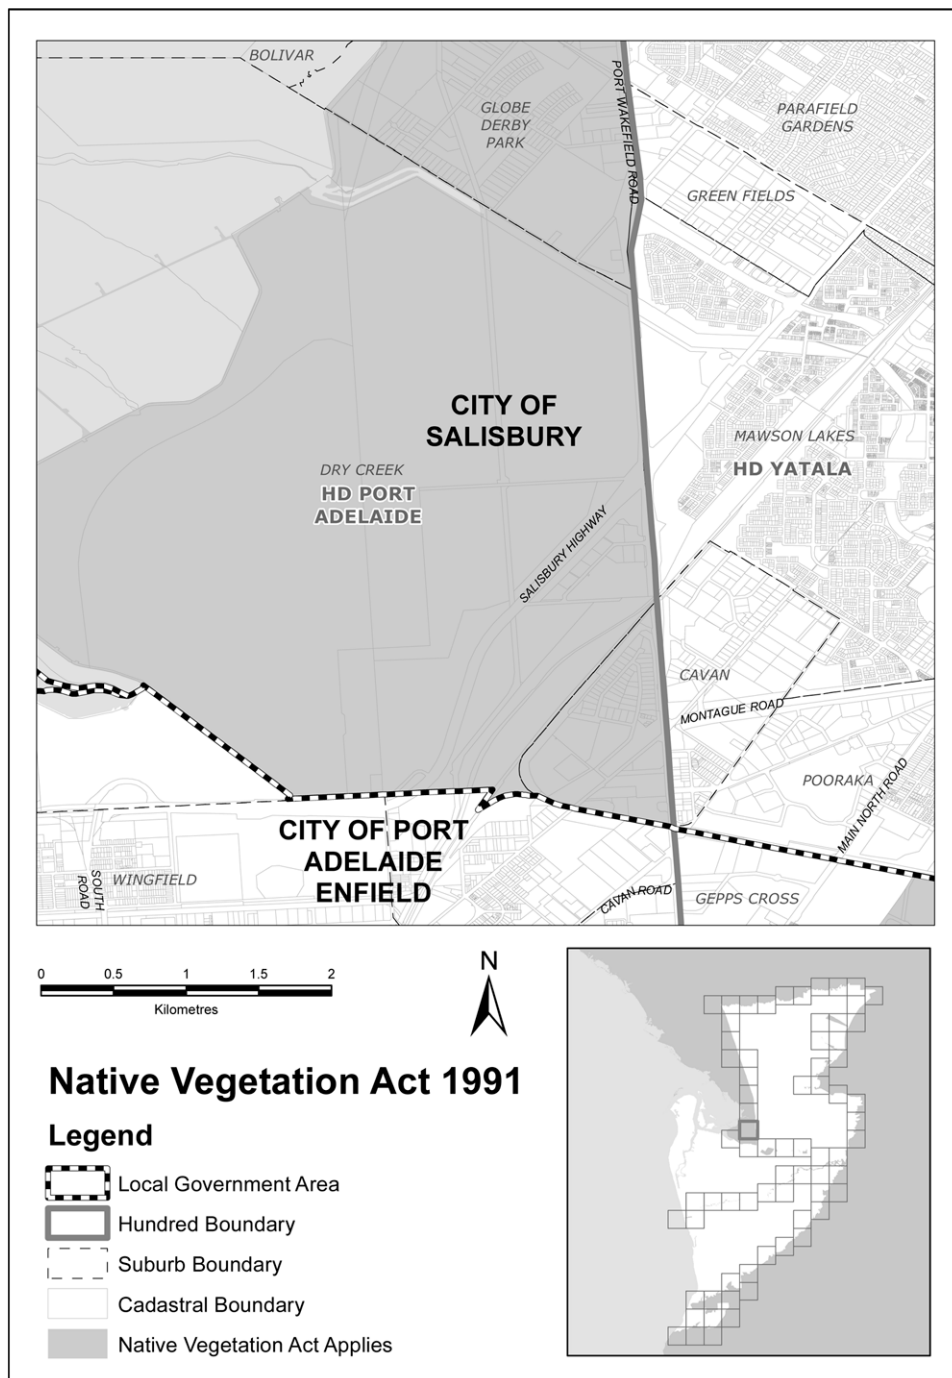 BOLIVAR
GLOBE
DERBY
PARK
PORT WAKEFIELD ROAD
PARAFIELD
GARDENS
GREEN FIELDS
CITY OF
SALISBURY
MAWSON LAKES
HD YATALA
DRY CREEK
HD PORT
ADELAIDE
SALISBURY HIGHWAY
CAVAN
MONTAGUE ROAD
POORAKA
MAIN NORTH ROAD
CITY OF PORT
ADELAIDE
ENFIELD
SOUTH
ROAD
WINGFIELD
CAVAN ROAD
GEPPS CROSS
0 0.5 1 1.5 2
Kilometres
N
Native Vegetation Act 1991
Legend
Local Government Area
Hundred Boundary
Suburb Boundary
Cadastral Boundary
Native Vegetation Act Applies